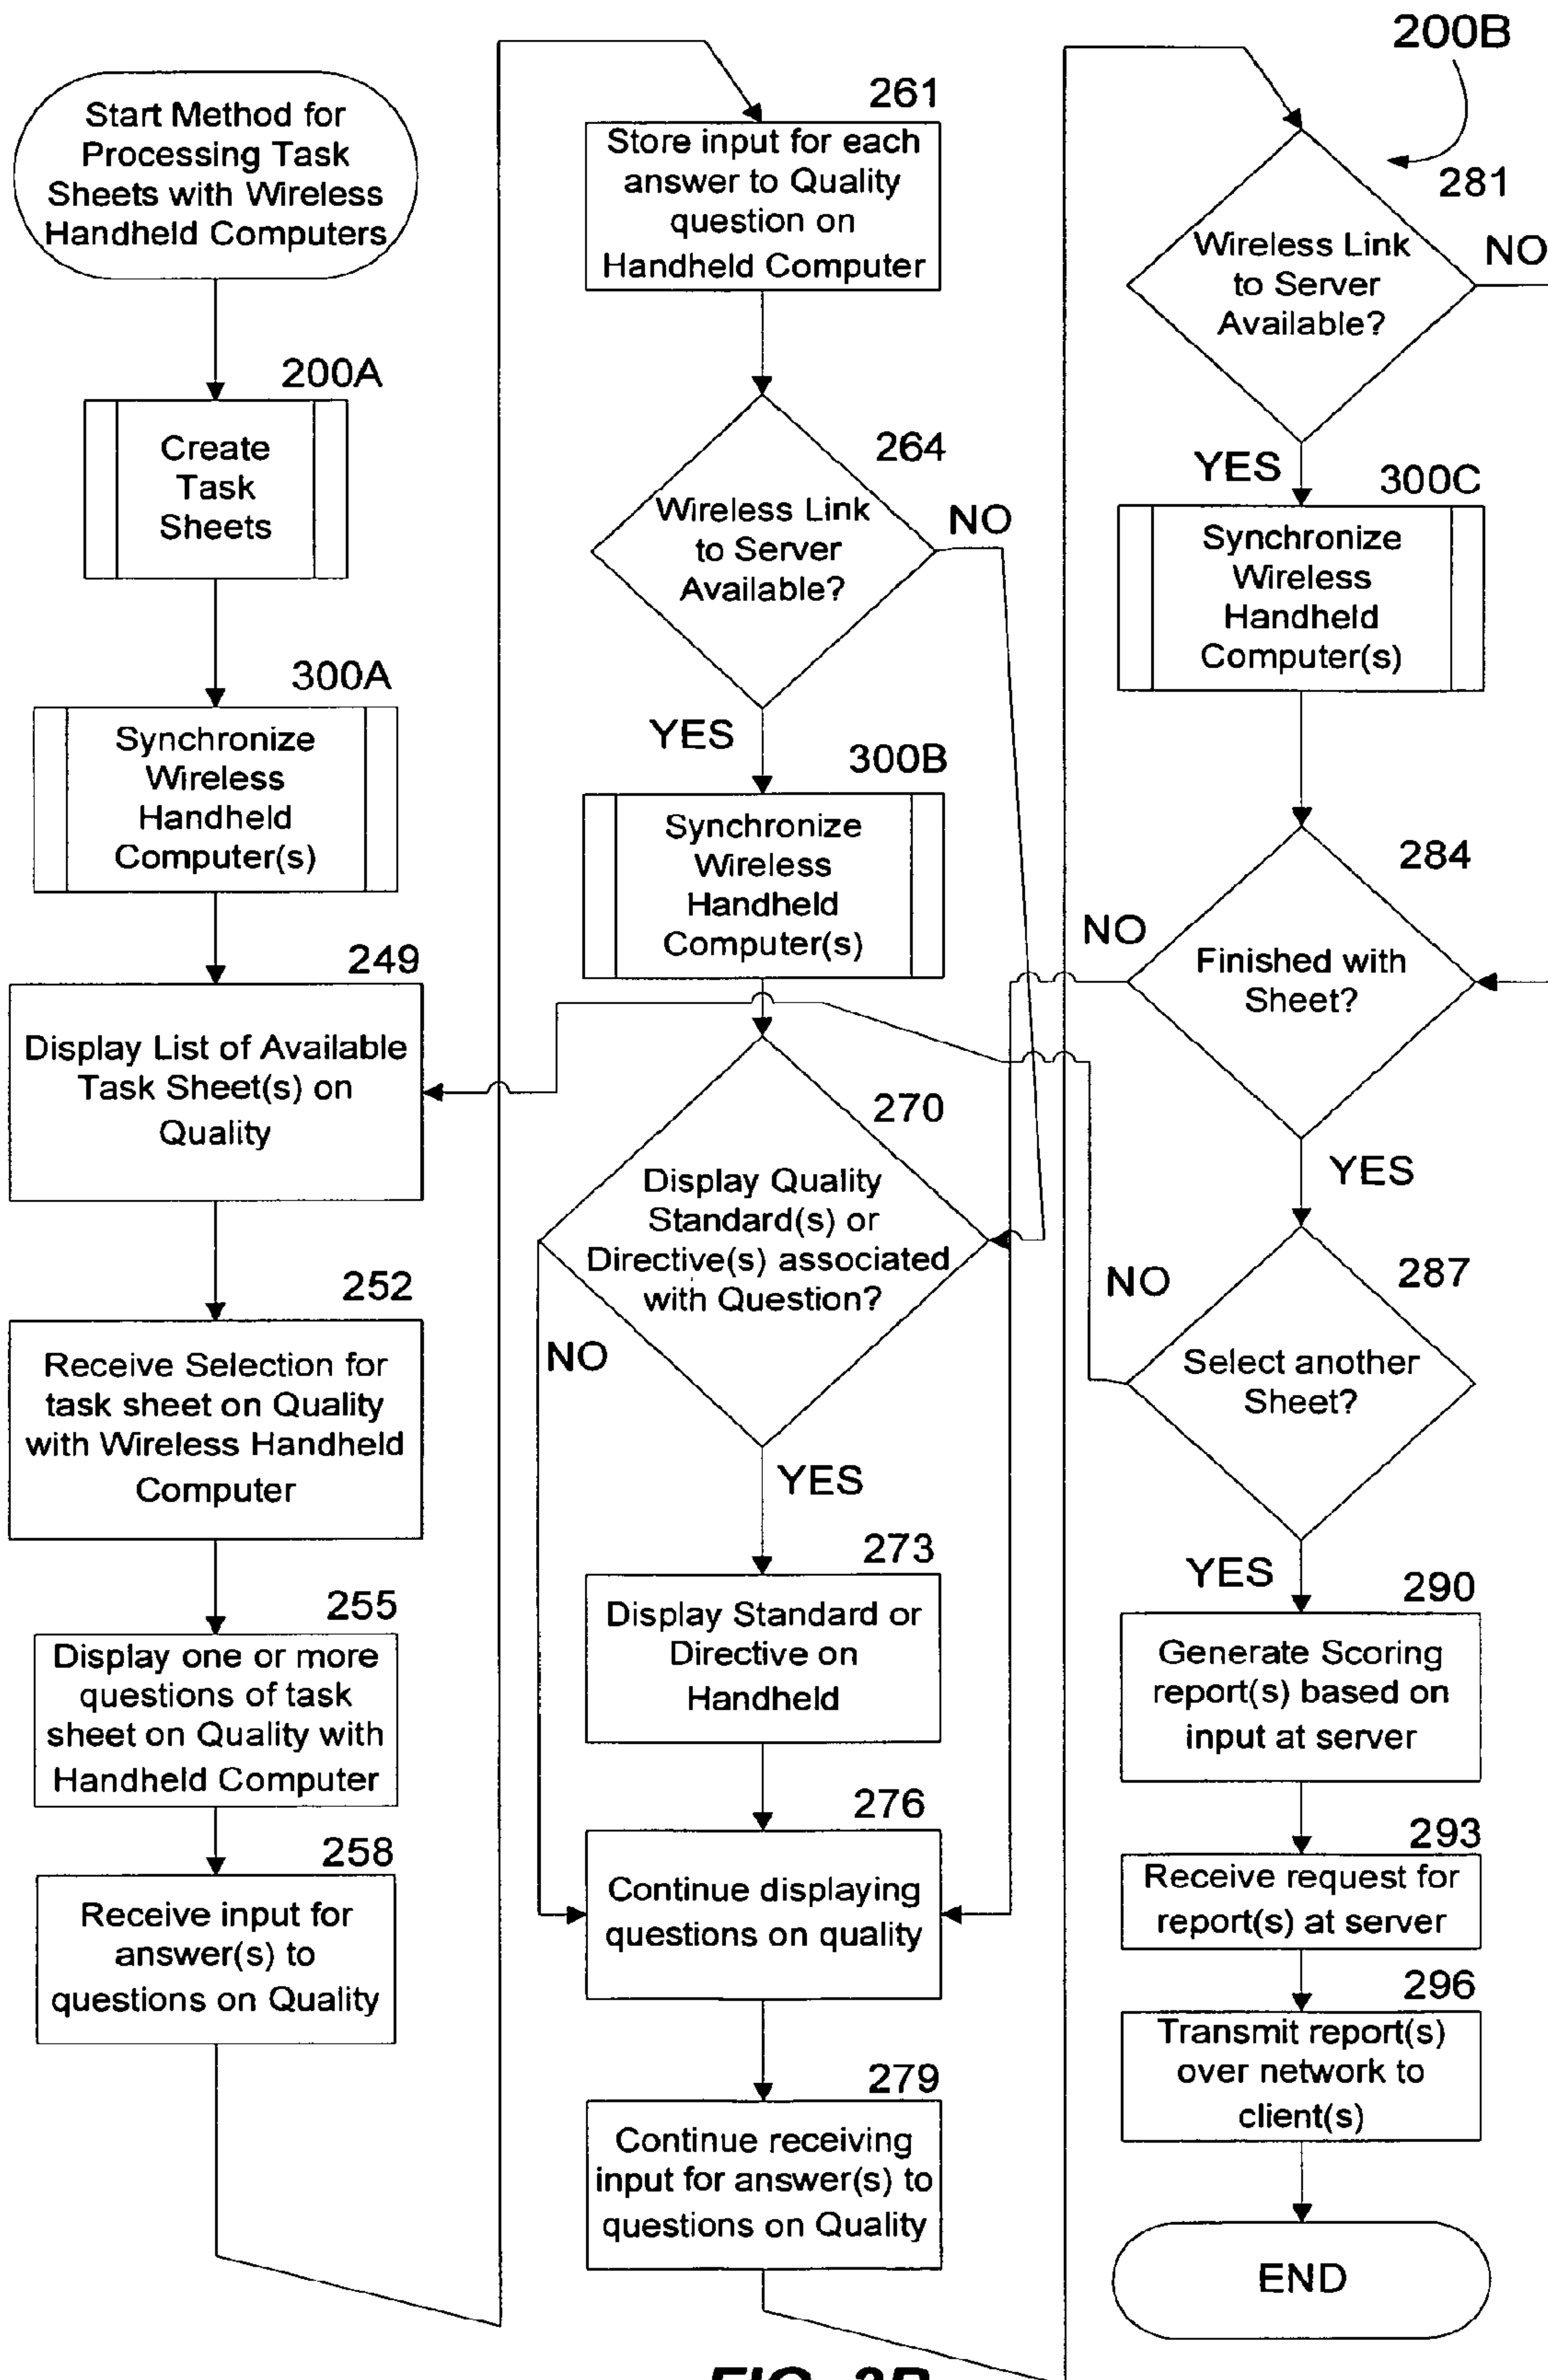 Start Method for
Processing Task
Sheets with Wireless
Handheld Computers
200A
Create
Task
Sheets
300A
Synchronize
Wireless
Handheld
Computer(s)
249
Display List of Available
Task Sheet(s) on
Quality
252
Receive Selection for
task sheet on Quality
with Wireless Handheld
Computer
255
Display one or more
questions of task
sheet on Quality with
Handheld Computer
258
Receive input for
answer(s) to
questions on Quality
261
Store input for each
answer to Quality
question on
Handheld Computer
264
Wireless Link
to Server
Available?
NO
YES
300B
Synchronize
Wireless
Handheld
Computer(s)
270
Display Quality
Standard(s) or
Directive(s) associated
with Question?
NO
YES
273
Display Standard or
Directive on
Handheld
276
Continue displaying
questions on quality
279
Continue receiving
input for answer(s) to
questions on Quality
200B
281
Wireless Link
to Server
Available?
NO
YES
300C
Synchronize
Wireless
Handheld
Computer(s)
284
Finished with
Sheet?
NO
YES
287
Select another
Sheet?
NO
YES
290
Generate Scoring
report(s) based on
input at server
293
Receive request for
report(s) at server
296
Transmit report(s)
over network to
client(s)
END